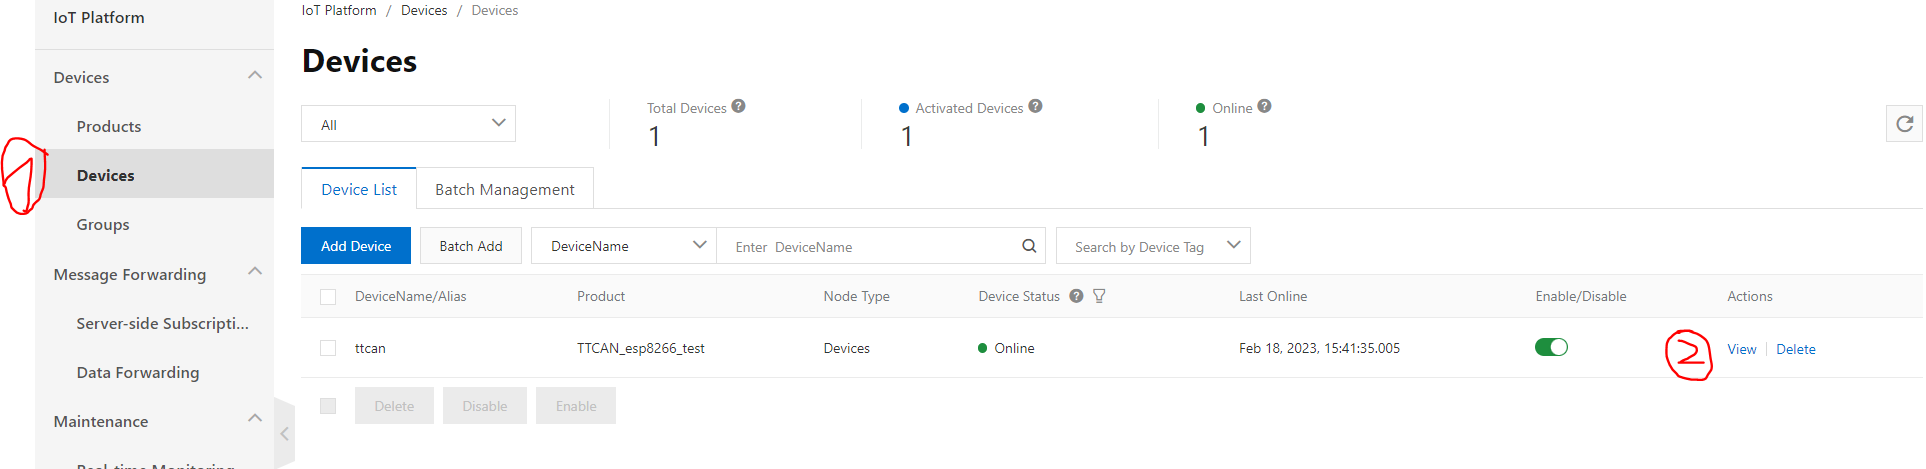 IoT Platform
Devices
Products
Devices
Groups
Message Forwarding
Server-side Subscripti...
Data Forwarding
Maintenance
Real-time Monitoring
1
IoT Platform / Devices / Devices
Devices
All
Total Devices ?
1
Activated Devices ?
1
Online ?
1
Device List
Batch Management
Add Device
Batch Add
DeviceName
Enter DeviceName
Search by Device Tag
DeviceName/Alias Product Node Type Device Status ? Last Online Enable/Disable Actions
ttcan TTCAN_esp8266_test Devices Online Feb 18, 2023, 15:41:35.005 2 View Delete
Delete
Disable
Enable